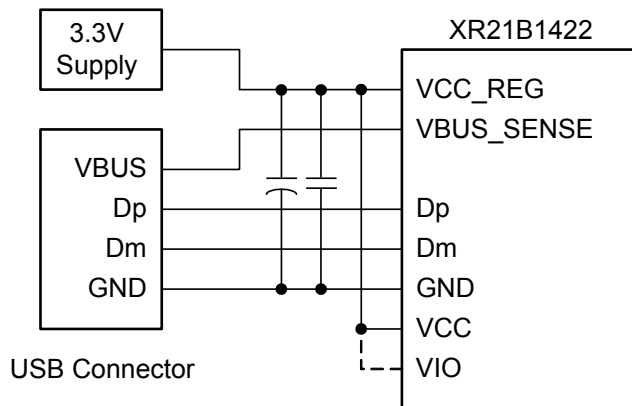 3.3V
Supply
XR21B1422
VCC_REG
VBUS_SENSE
VBUS
Dp
Dp
Dm
Dm
GND
GND
VCC
VIO
USB Connector